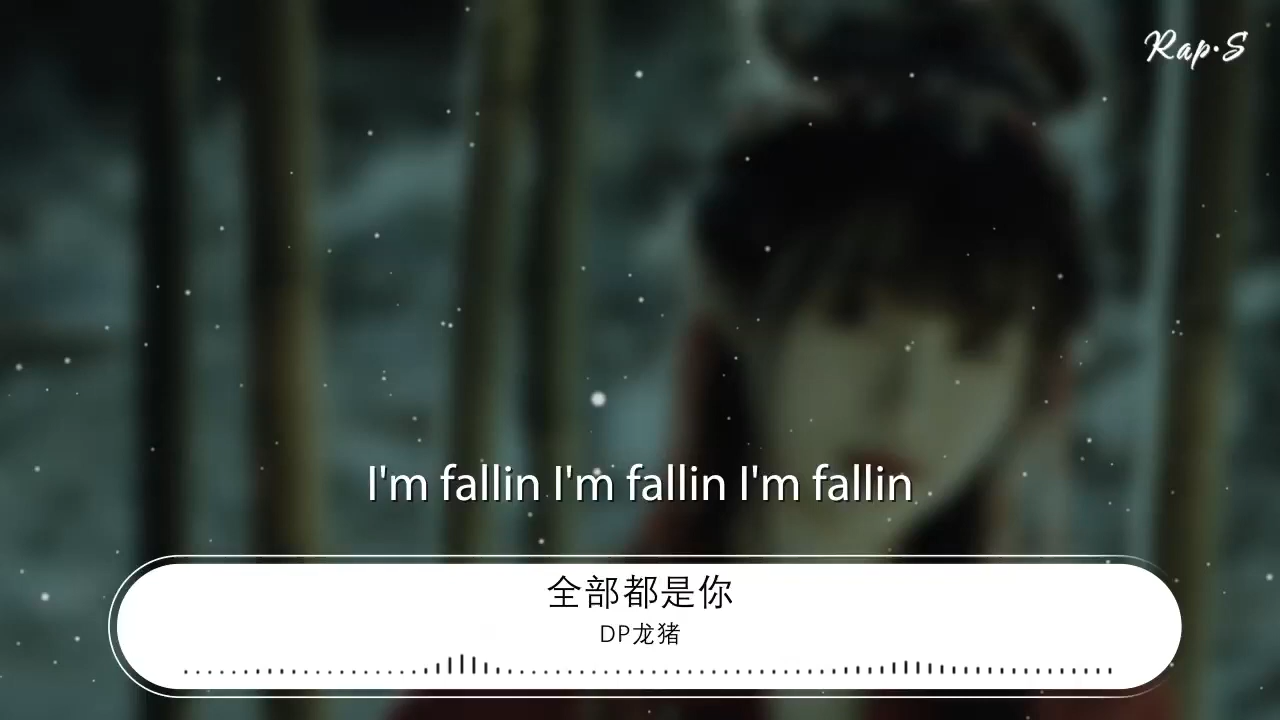 Rap·S
I'm fallin I'm fallin I'm fallin
全部都是你
DP龙猪